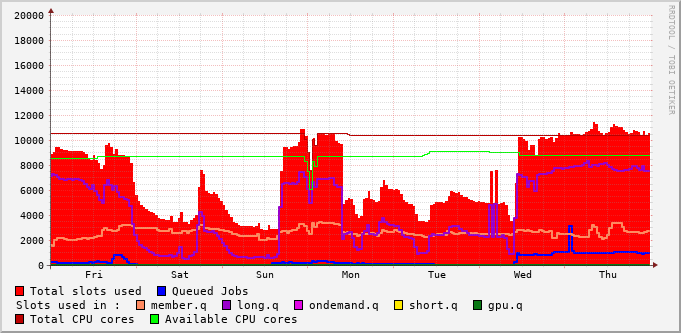 RRDTOOL / TOBI OETIKER
20000
18000
16000
14000
12000
10000
8000
6000
4000
2000
0
Fri Sat Sun Mon Tue Wed Thu
Total slots used Queued Jobs
Slots used in : member.q long.q ondemand.q short.q gpu.q
Total CPU cores Available CPU cores